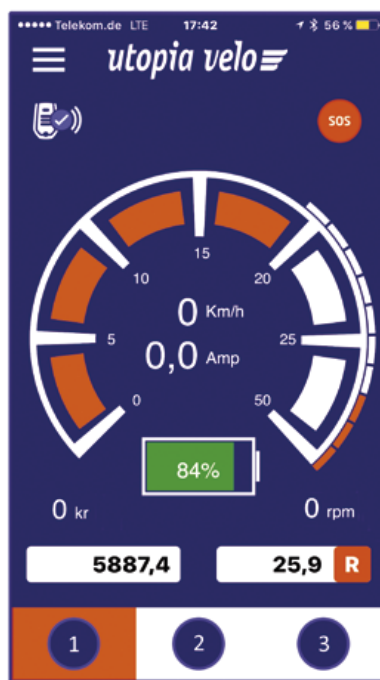 Telekom.de LTE 17:42 56 %
utopia velo
SOS
15
10 20
0 Km/h
5 25
0,0 Amp
0 50
84%
0 kr 0 rpm
5887,4 25,9 R
1 2 3